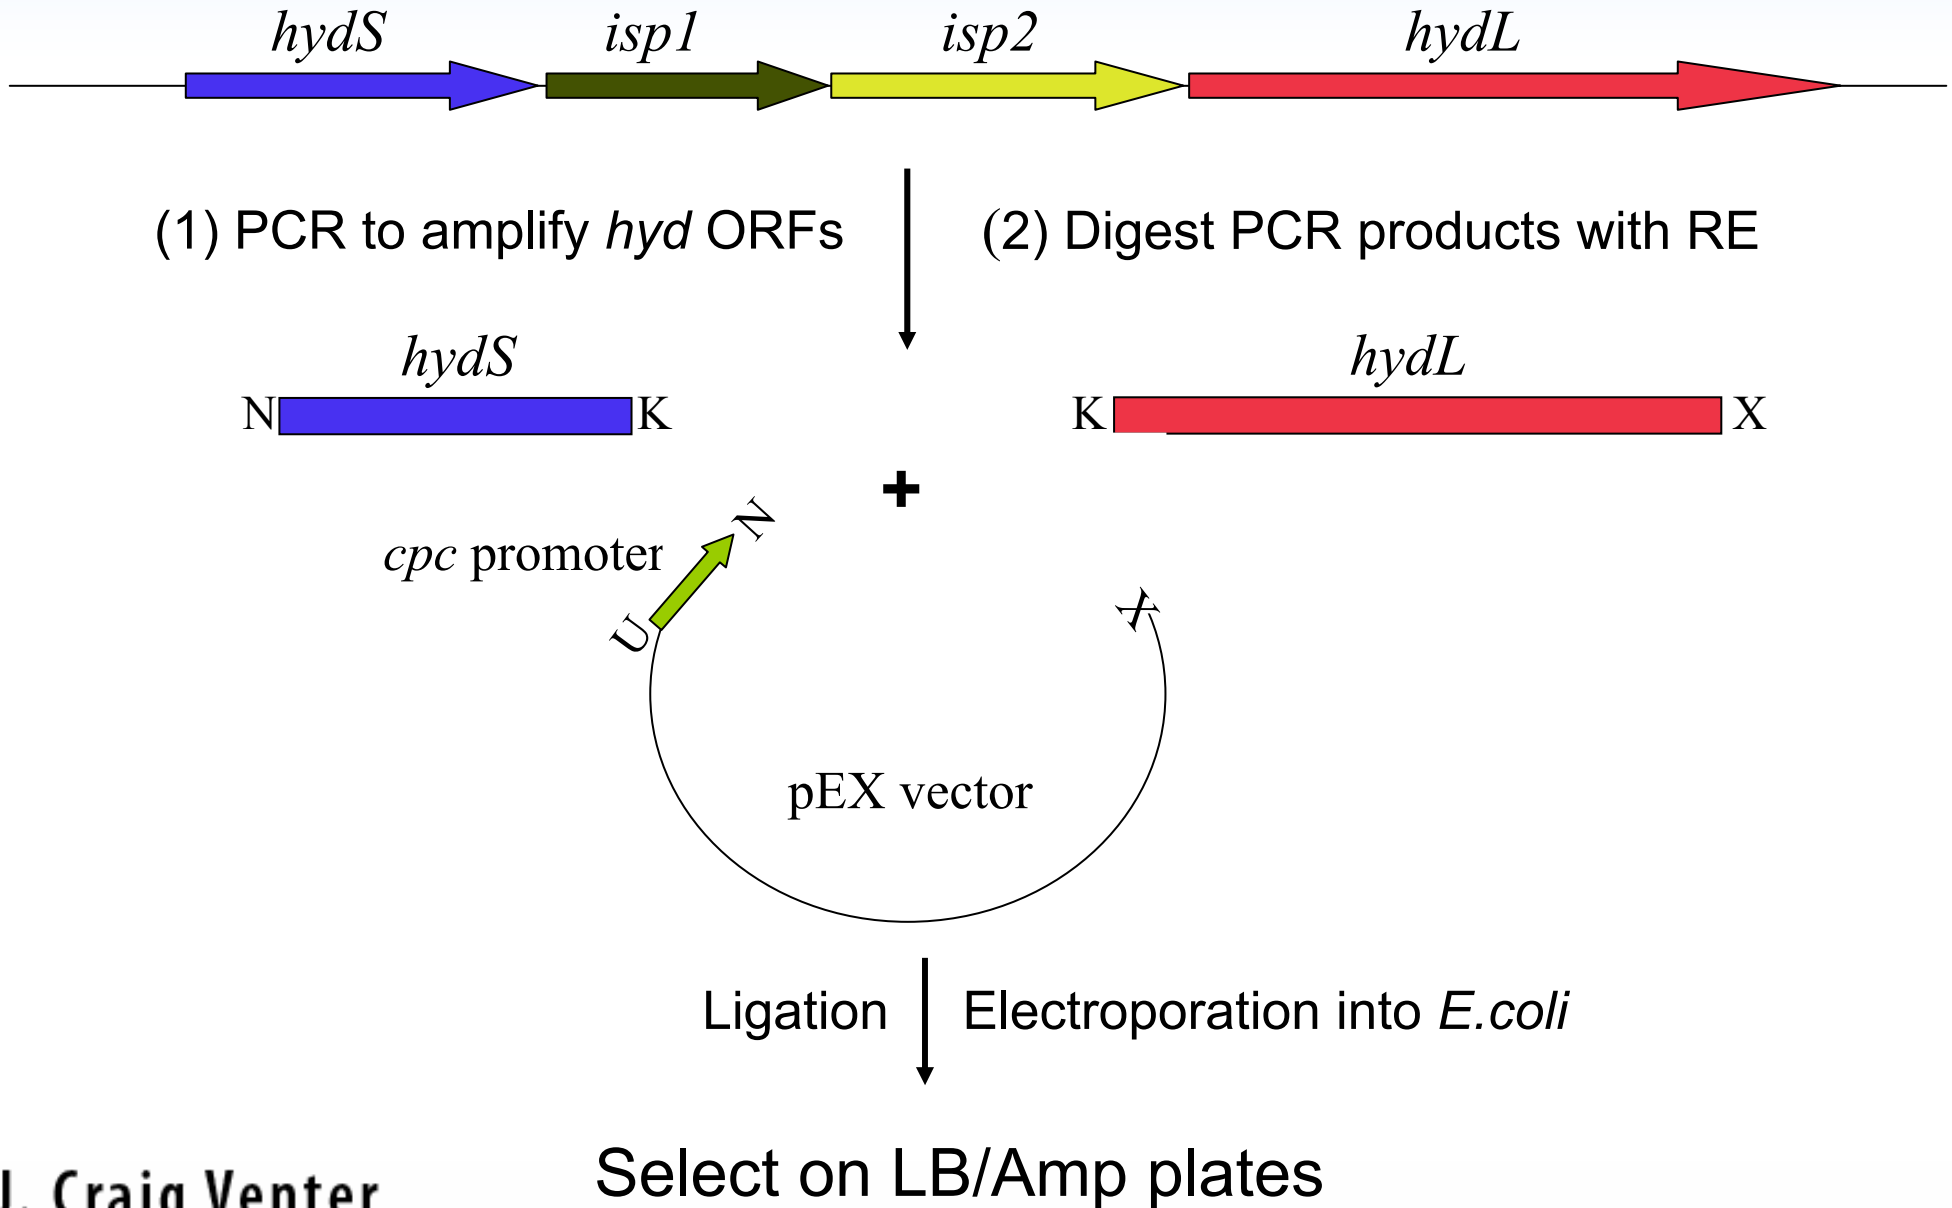 hydS isp1 isp2 hydL
(1) PCR to amplify hyd ORFs (2) Digest PCR products with RE
hydS hydL
N K K X
+
cpc promoter N
U X
pEX vector
Ligation Electroporation into E.coli
Select on LB/Amp plates
J. Craig Venter